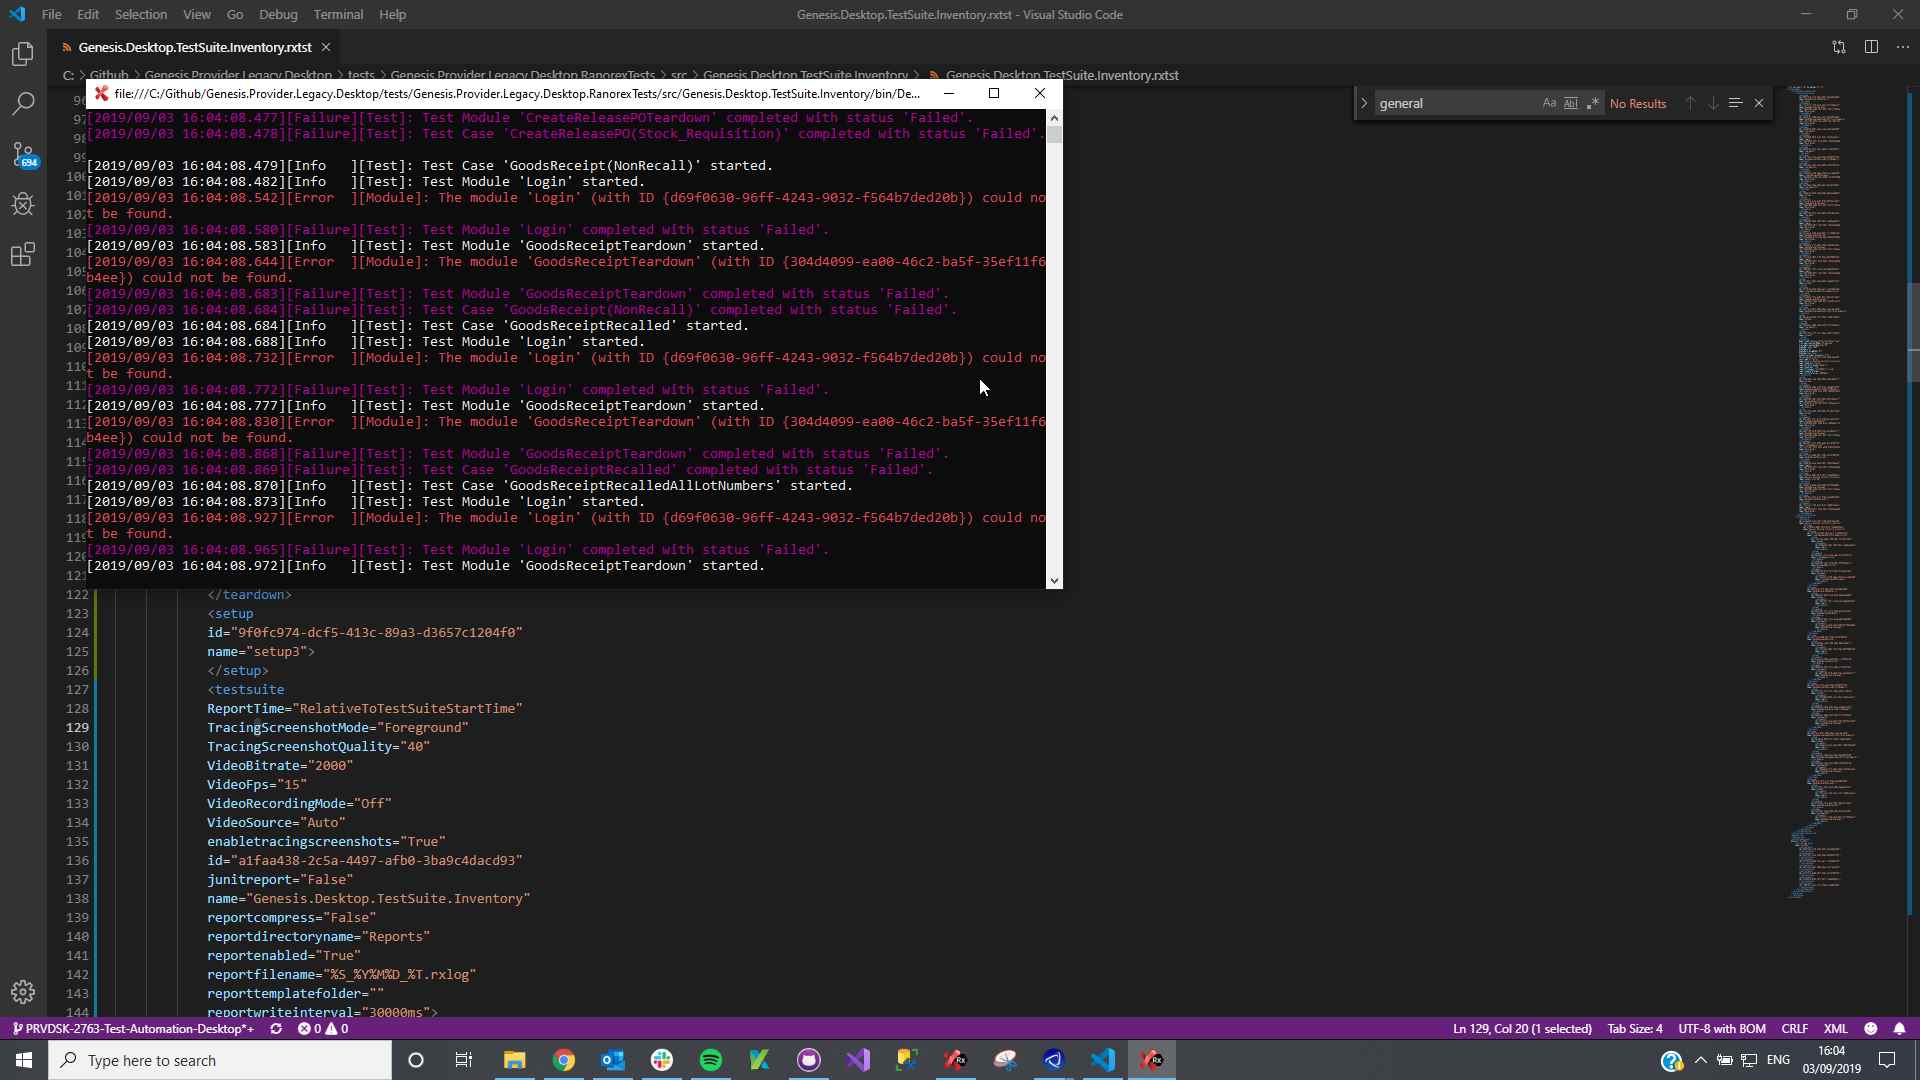 File Edit Selection View Go Debug Terminal Help
Genesis.Desktop.TestSuite.Inventory.rxtst - Visual Studio Code
Genesis.Desktop.TestSuite.Inventory.rxtst
C: > Github > Genesis.Provider.Legacy.Desktop > tests > Genesis.Provider.Legacy.Desktop.RanorexTests > src > Genesis.Desktop.TestSuite.Inventory > Genesis.Desktop.TestSuite.Inventory.rxtst
file:///C:/Github/Genesis.Provider.Legacy.Desktop/tests/Genesis.Provider.Legacy.Desktop.RanorexTests/src/Genesis.Desktop.TestSuite.Inventory/bin/De...
general
Aa Abl .* No Results
[2019/09/03 16:04:08.477][Failure][Test]: Test Module 'CreateReleasePOTeardown' completed with status 'Failed'.
[2019/09/03 16:04:08.478][Failure][Test]: Test Case 'CreateReleasePO(Stock_Requisition)' completed with status 'Failed'.
[2019/09/03 16:04:08.479][Info   ][Test]: Test Case 'GoodsReceipt(NonRecall)' started.
[2019/09/03 16:04:08.482][Info   ][Test]: Test Module 'Login' started.
[2019/09/03 16:04:08.542][Error  ][Module]: The module 'Login' (with ID {d69f0630-96ff-4243-9032-f564b7ded20b}) could no
t be found.
[2019/09/03 16:04:08.580][Failure][Test]: Test Module 'Login' completed with status 'Failed'.
[2019/09/03 16:04:08.583][Info   ][Test]: Test Module 'GoodsReceiptTeardown' started.
[2019/09/03 16:04:08.644][Error  ][Module]: The module 'GoodsReceiptTeardown' (with ID {304d4099-ea00-46c2-ba5f-35ef11f6
b4ee}) could not be found.
[2019/09/03 16:04:08.683][Failure][Test]: Test Module 'GoodsReceiptTeardown' completed with status 'Failed'.
[2019/09/03 16:04:08.684][Failure][Test]: Test Case 'GoodsReceipt(NonRecall)' completed with status 'Failed'.
[2019/09/03 16:04:08.684][Info   ][Test]: Test Case 'GoodsReceiptRecalled' started.
[2019/09/03 16:04:08.688][Info   ][Test]: Test Module 'Login' started.
[2019/09/03 16:04:08.732][Error  ][Module]: The module 'Login' (with ID {d69f0630-96ff-4243-9032-f564b7ded20b}) could no
t be found.
[2019/09/03 16:04:08.772][Failure][Test]: Test Module 'Login' completed with status 'Failed'.
[2019/09/03 16:04:08.777][Info   ][Test]: Test Module 'GoodsReceiptTeardown' started.
[2019/09/03 16:04:08.830][Error  ][Module]: The module 'GoodsReceiptTeardown' (with ID {304d4099-ea00-46c2-ba5f-35ef11f6
b4ee}) could not be found.
[2019/09/03 16:04:08.868][Failure][Test]: Test Module 'GoodsReceiptTeardown' completed with status 'Failed'.
[2019/09/03 16:04:08.869][Failure][Test]: Test Case 'GoodsReceiptRecalled' completed with status 'Failed'.
[2019/09/03 16:04:08.870][Info   ][Test]: Test Case 'GoodsReceiptRecalledAllLotNumbers' started.
[2019/09/03 16:04:08.873][Info   ][Test]: Test Module 'Login' started.
[2019/09/03 16:04:08.927][Error  ][Module]: The module 'Login' (with ID {d69f0630-96ff-4243-9032-f564b7ded20b}) could no
t be found.
[2019/09/03 16:04:08.965][Failure][Test]: Test Module 'Login' completed with status 'Failed'.
[2019/09/03 16:04:08.972][Info   ][Test]: Test Module 'GoodsReceiptTeardown' started.
122 </teardown>
123 <setup
124 id="9f0fc974-dcf5-413c-89a3-d3657c1204f0"
125 name="setup3">
126 </setup>
127 <testsuite
128 ReportTime="RelativeToTestSuiteStartTime"
129 TracingScreenshotMode="Foreground"
130 TracingScreenshotQuality="40"
131 VideoBitrate="2000"
132 VideoFps="15"
133 VideoRecordingMode="Off"
134 VideoSource="Auto"
135 enabletracingscreenshots="True"
136 id="a1faa438-2c5a-4497-afb0-3ba9c4dacd93"
137 junitreport="False"
138 name="Genesis.Desktop.TestSuite.Inventory"
139 reportcompress="False"
140 reportdirectoryname="Reports"
141 reportenabled="True"
142 reportfilename="%S_%Y%M%D_%T.rxlog"
143 reporttemplatefolder=""
144 reportwriteinterval="30000ms">
694
PRVDSK-2763-Test-Automation-Desktop*+ 0 0
Ln 129, Col 20 (1 selected) Tab Size: 4 UTF-8 with BOM CRLF XML
Type here to search
ENG
16:04
03/09/2019